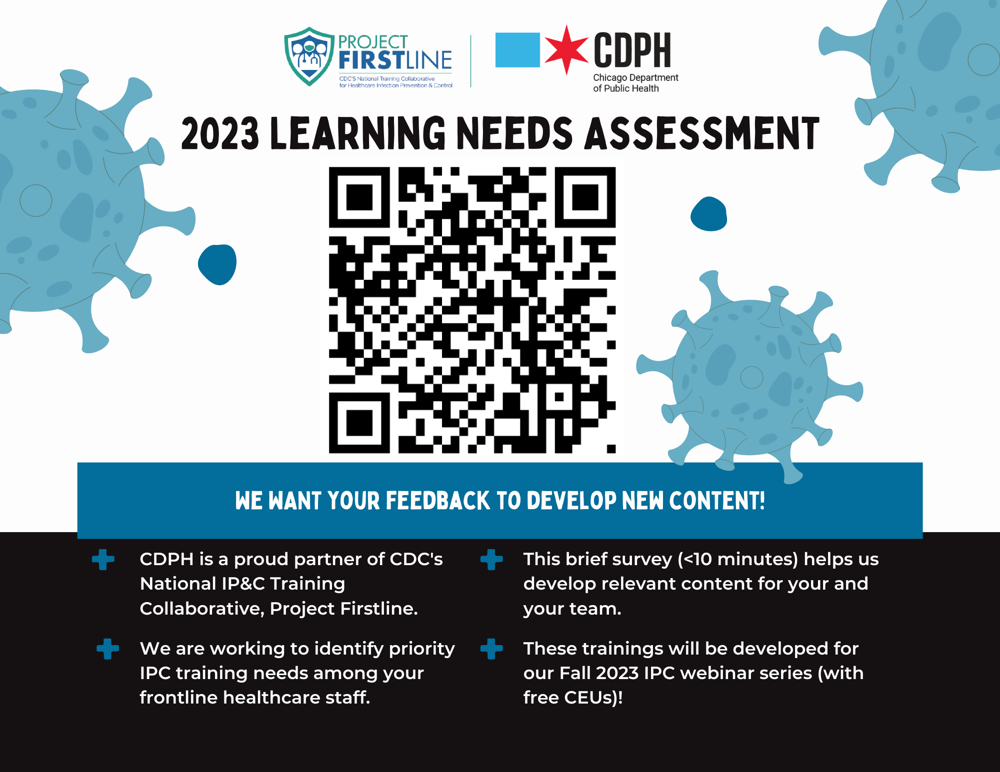 PROJECT
FIRSTLINE
CDC'S National Training Collaborative
for Healthcare Infection Prevention & Control
CDPH
Chicago Department
of Public Health
2023 LEARNING NEEDS ASSESSMENT
WE WANT YOUR FEEDBACK TO DEVELOP NEW CONTENT!
CDPH is a proud partner of CDC's
National IP&C Training
Collaborative, Project Firstline.
We are working to identify priority
IPC training needs among your
frontline healthcare staff.
This brief survey (<10 minutes) helps us
develop relevant content for your and
your team.
These trainings will be developed for
our Fall 2023 IPC webinar series (with
free CEUs)!